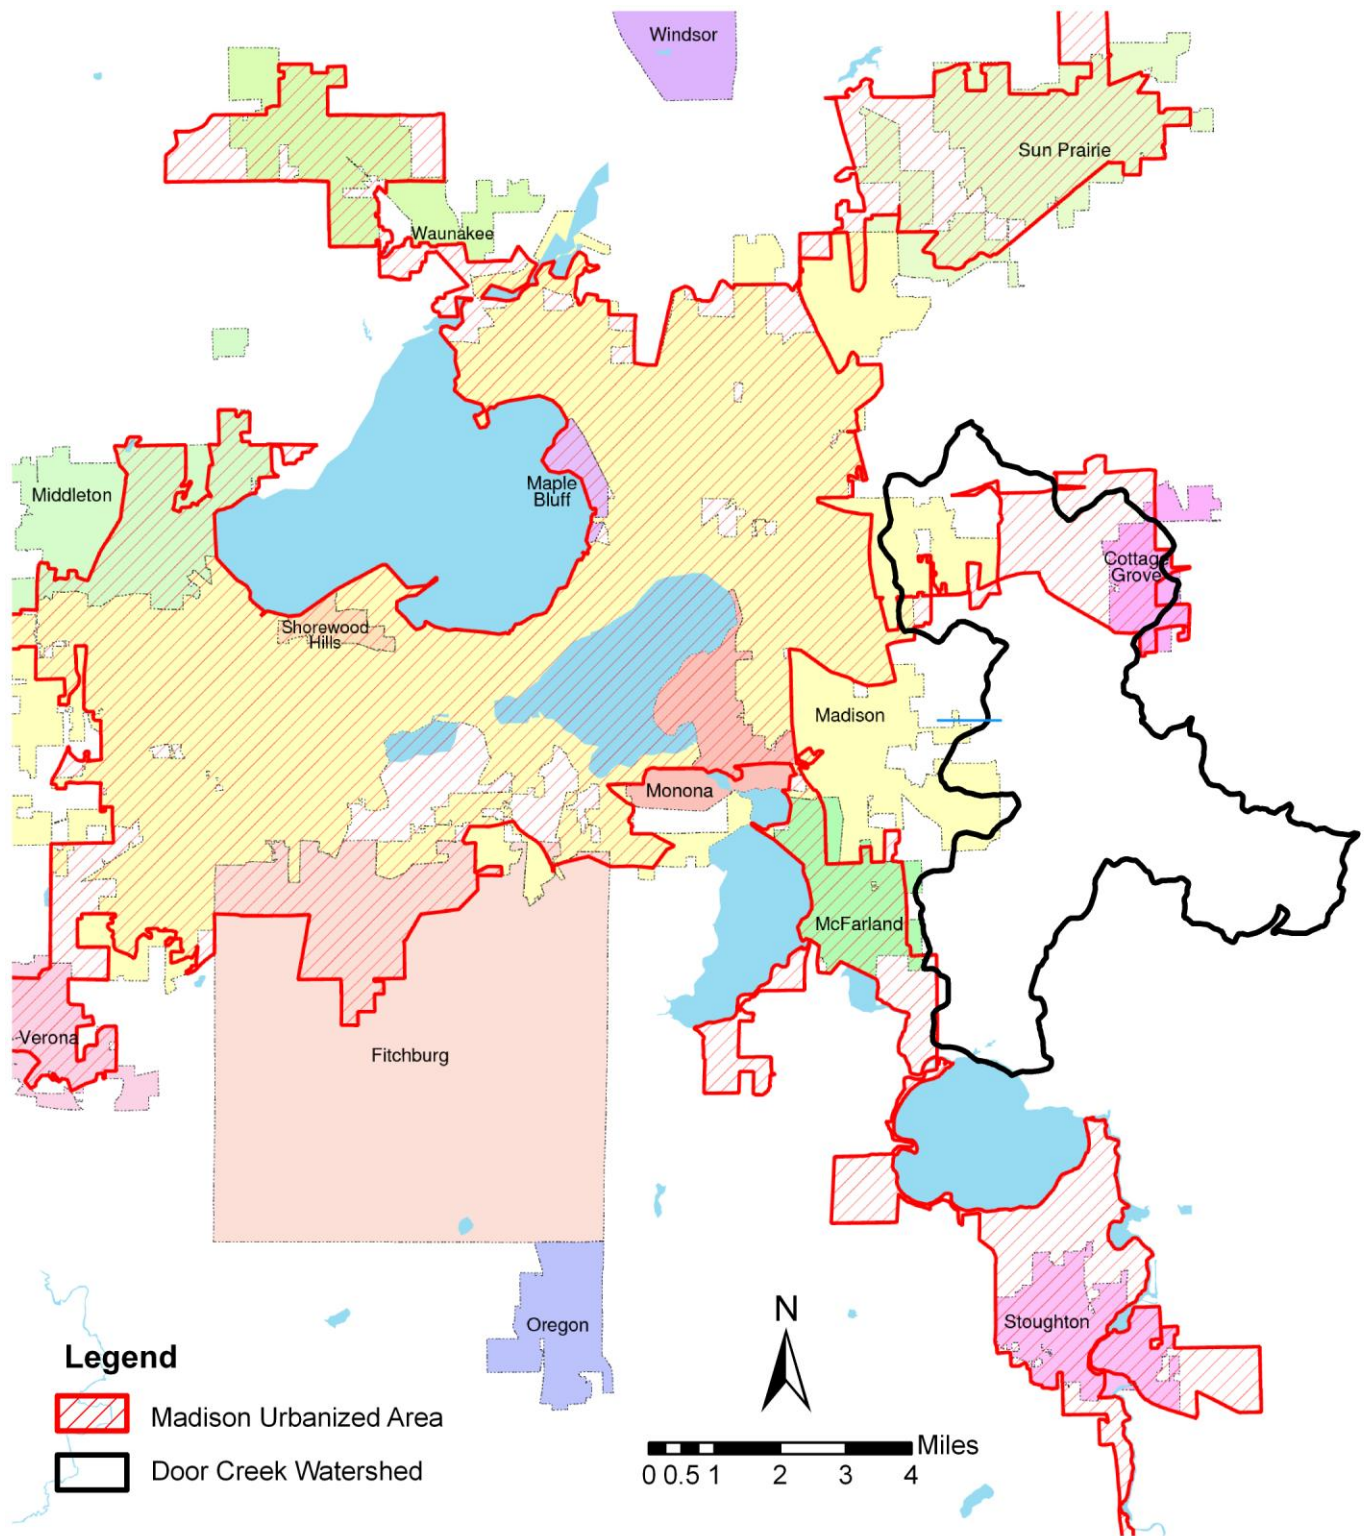 Windsor
Sun Prairie
Waunakee
Middleton
Maple
Bluff
Cottage
Grove
Shorewood
Hills
Madison
Monona
McFarland
Verona
Fitchburg
Oregon
Stoughton
N
Legend
Madison Urbanized Area
Door Creek Watershed
Miles
0 0.5 1 2 3 4